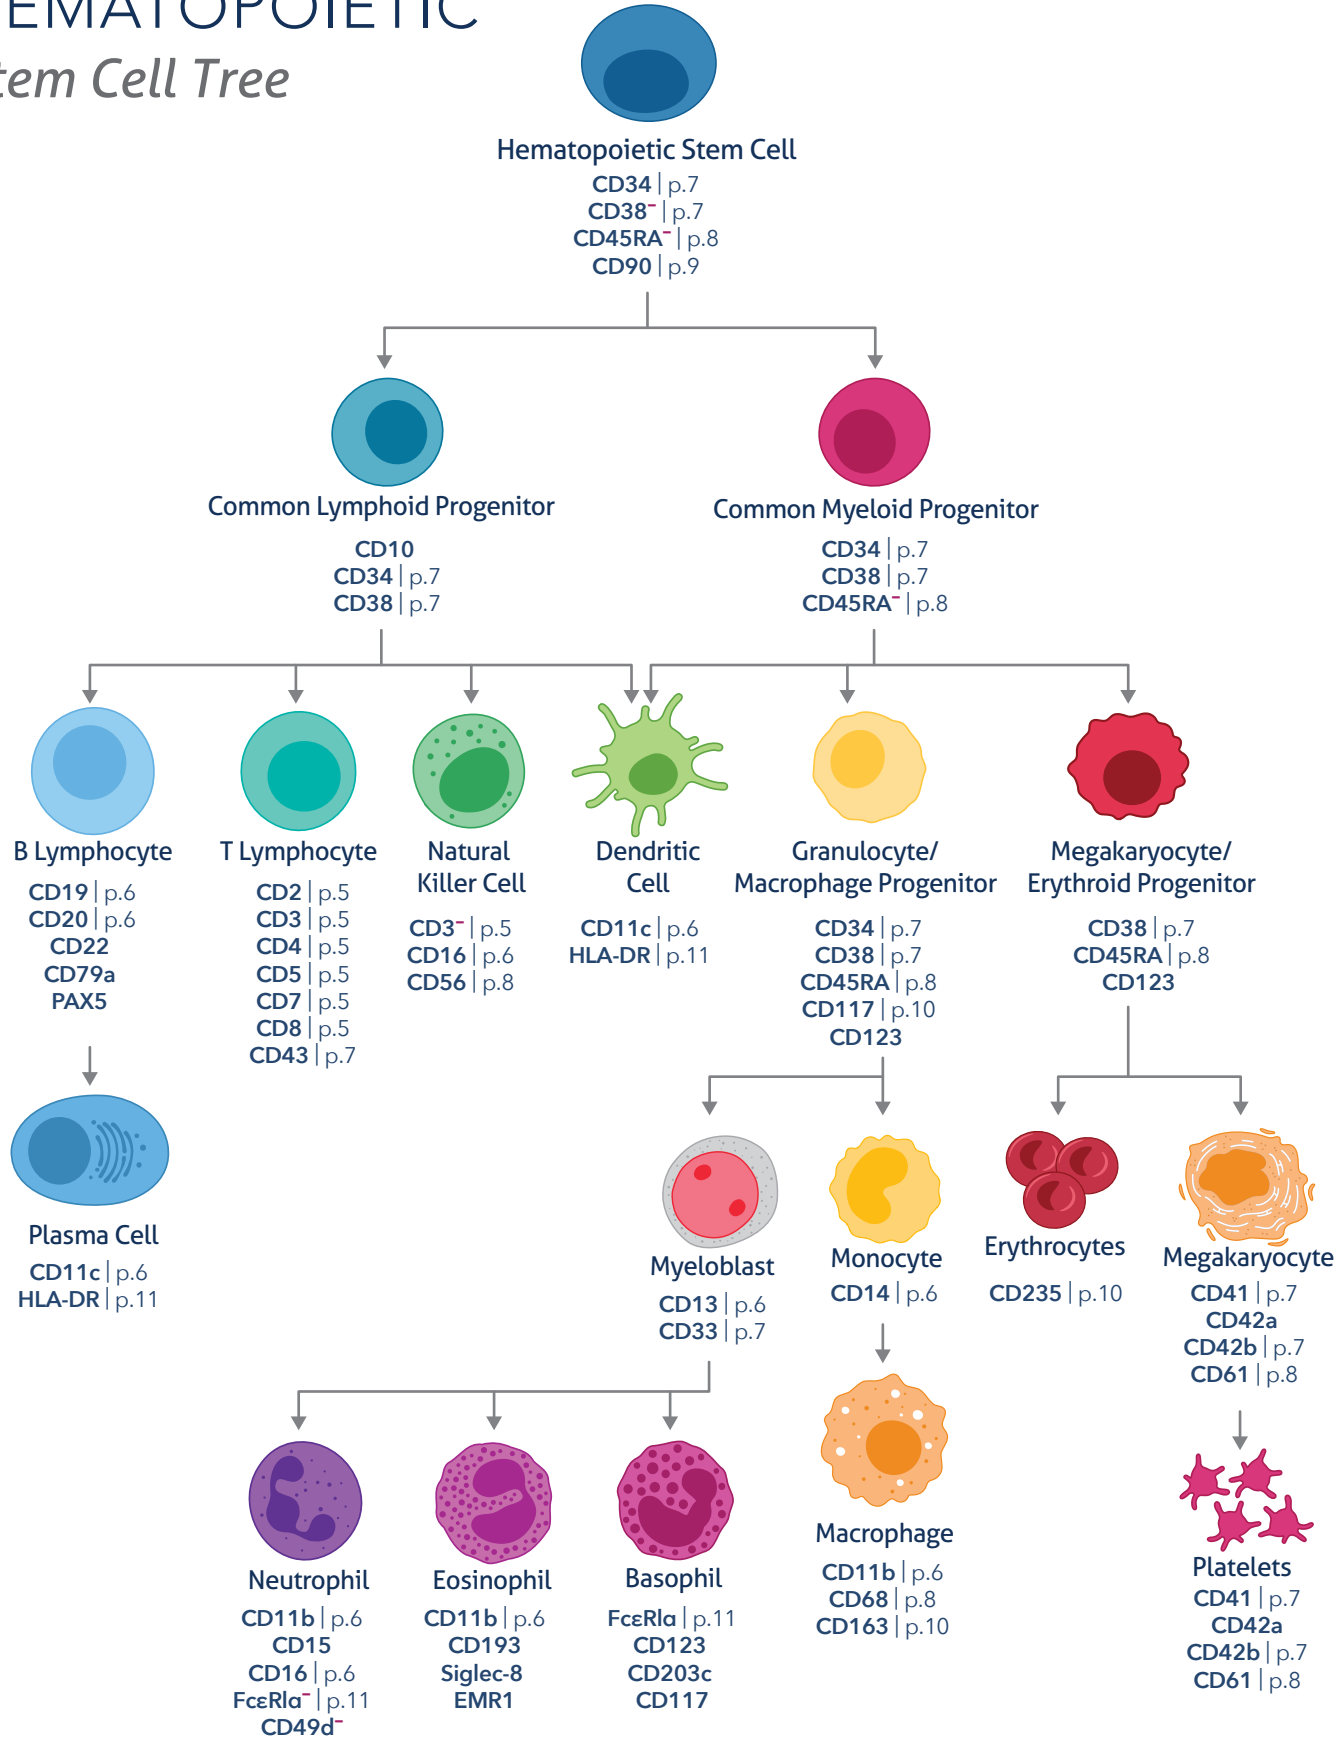 EMATOPOIETIC
tem Cell Tree
Hematopoietic Stem Cell
CD34 | p.7
CD38⁻ | p.7
CD45RA⁻ | p.8
CD90 | p.9
Common Lymphoid Progenitor
CD10
CD34 | p.7
CD38 | p.7
Common Myeloid Progenitor
CD34 | p.7
CD38 | p.7
CD45RA⁻ | p.8
B Lymphocyte
CD19 | p.6
CD20 | p.6
CD22
CD79a
PAX5
T Lymphocyte
CD2 | p.5
CD3 | p.5
CD4 | p.5
CD5 | p.5
CD7 | p.5
CD8 | p.5
CD43 | p.7
Natural
Killer Cell
CD3⁻ | p.5
CD16 | p.6
CD56 | p.8
Dendritic
Cell
CD11c | p.6
HLA-DR | p.11
Granulocyte/
Macrophage Progenitor
CD34 | p.7
CD38 | p.7
CD45RA | p.8
CD117 | p.10
CD123
Megakaryocyte/
Erythroid Progenitor
CD38 | p.7
CD45RA | p.8
CD123
Plasma Cell
CD11c | p.6
HLA-DR | p.11
Myeloblast
CD13 | p.6
CD33 | p.7
Monocyte
CD14 | p.6
Erythrocytes
CD235 | p.10
Megakaryocyte
CD41 | p.7
CD42a
CD42b | p.7
CD61 | p.8
Neutrophil
CD11b | p.6
CD15
CD16 | p.6
FcεRIα⁻ | p.11
CD49d⁻
Eosinophil
CD11b | p.6
CD193
Siglec-8
EMR1
Basophil
FcεRIα | p.11
CD123
CD203c
CD117
Macrophage
CD11b | p.6
CD68 | p.8
CD163 | p.10
Platelets
CD41 | p.7
CD42a
CD42b | p.7
CD61 | p.8